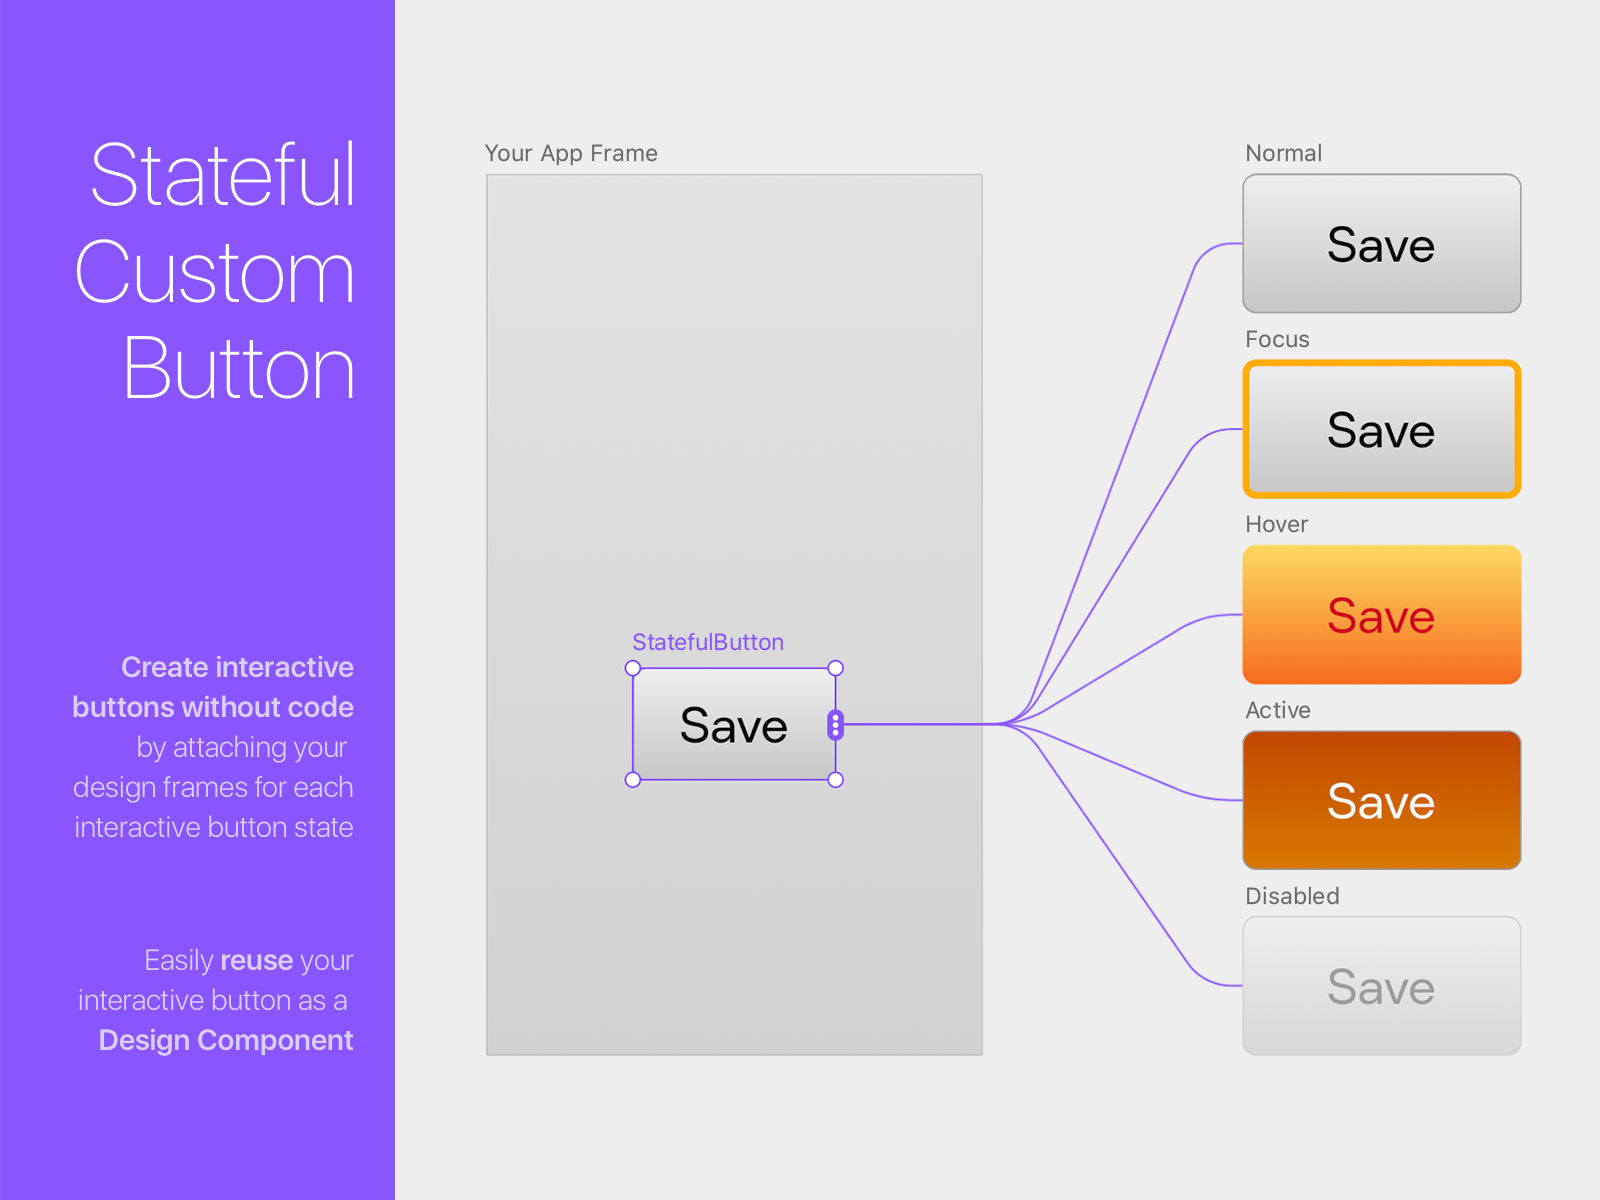 Stateful
Custom
Button
Create interactive
buttons without code
by attaching your
design frames for each
interactive button state
Easily reuse your
interactive button as a
Design Component
Your App Frame
StatefulButton
Save
Normal
Save
Focus
Save
Hover
Save
Active
Save
Disabled
Save